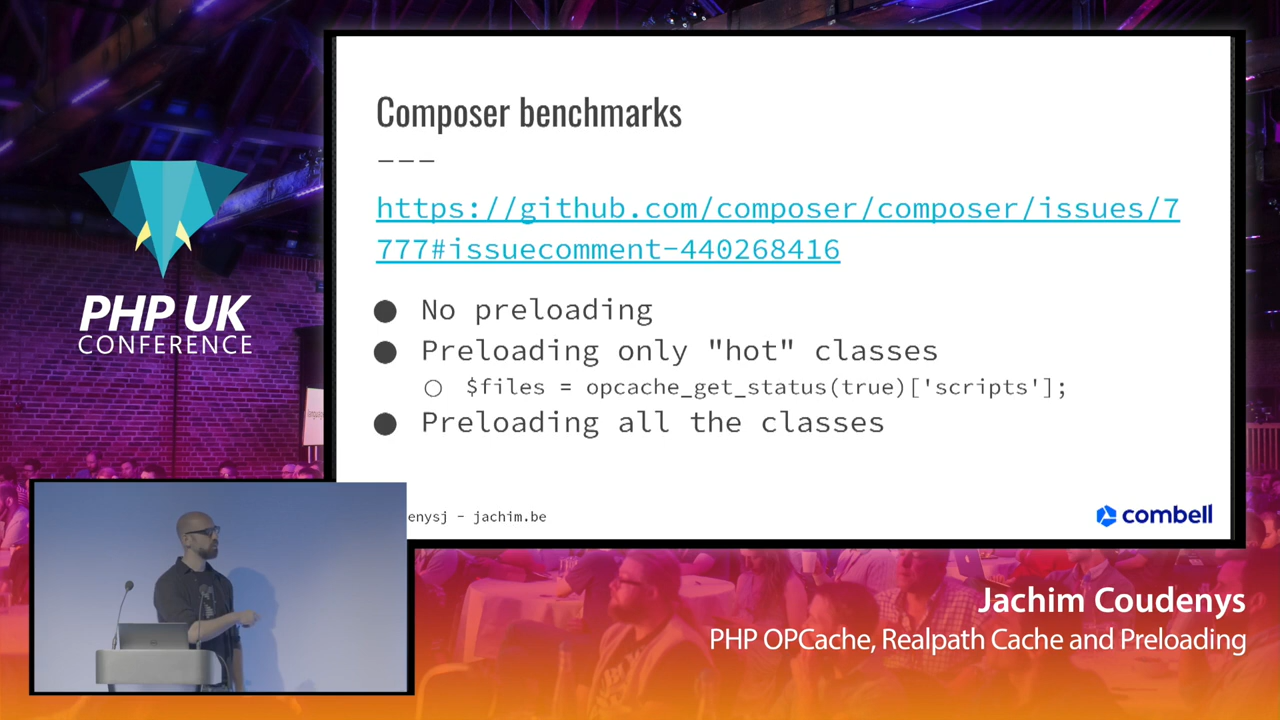 Composer benchmarks
---
https://github.com/composer/composer/issues/7
777#issuecomment-440268416
● No preloading
● Preloading only "hot" classes
○ $files = opcache_get_status(true)['scripts'];
● Preloading all the classes
enysj - jachim.be
combell
PHP UK
CONFERENCE
Jachim Coudenys
PHP OPCache, Realpath Cache and Preloading